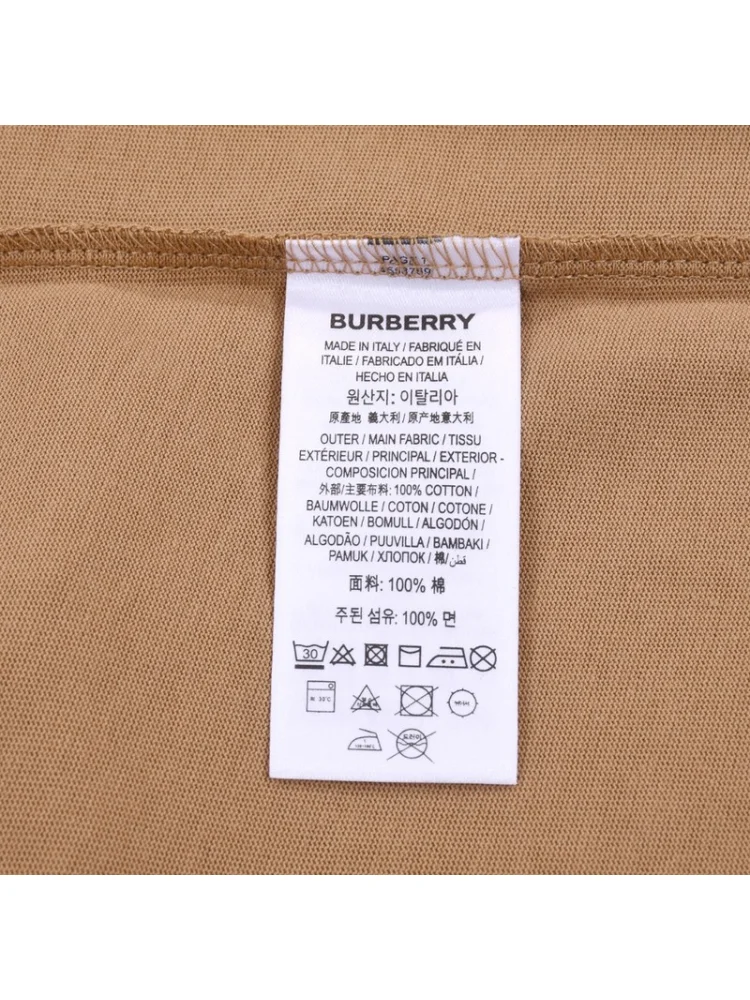 PAGE 1
BURBERRY
MADE IN ITALY / FABRIQUÉ EN
ITALIE / FABRICADO EM ITÁLIA /
HECHO EN ITALIA
원산지: 이탈리아
原產地 義大利 / 原产地意大利
OUTER / MAIN FABRIC / TISSU
EXTÉRIEUR / PRINCIPAL / EXTERIOR -
COMPOSICION PRINCIPAL /
外部/主要布料: 100% COTTON /
BAUMWOLLE / COTON / COTONE /
KATOEN / BOMULL / ALGODÓN /
ALGODÃO / PUUVILLA / BAMBAKI /
PAMUK / ХЛОПОК / 棉/ قطن/
面料: 100% 棉
주된 섬유: 100% 면
30